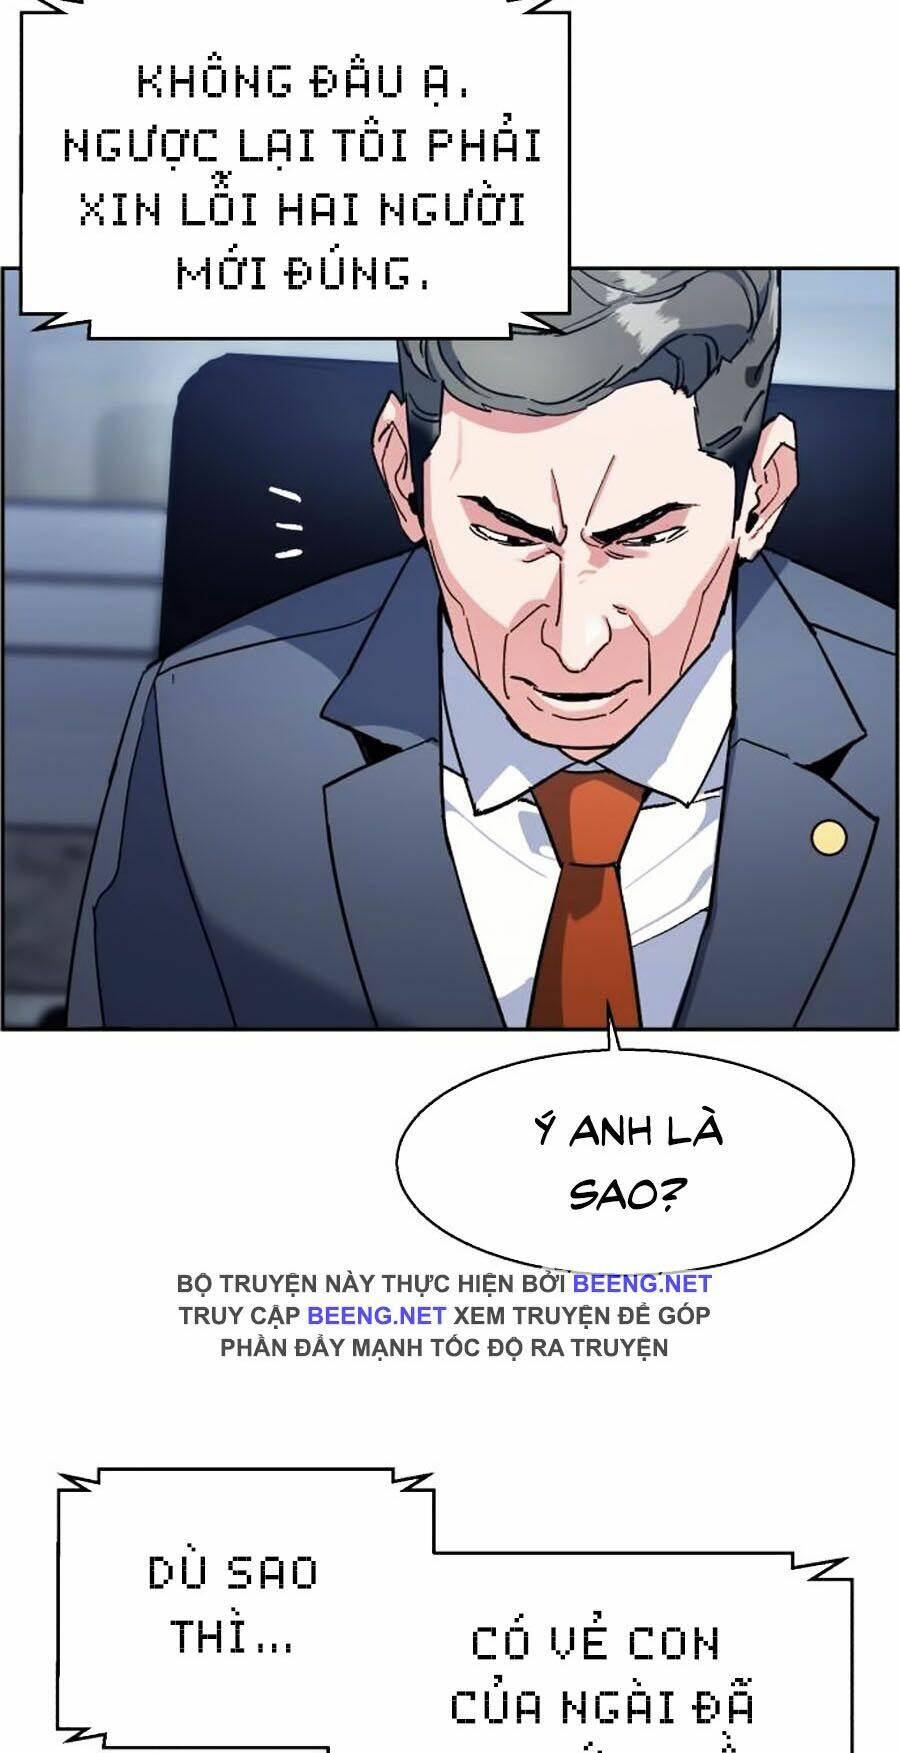 KHÔNG ĐÂU Ạ.
NGƯỢC LẠI TÔI PHẢI
XIN LỖI HAI NGƯỜI
MỚI ĐÚNG.
Ý ANH LÀ
SAO?
BỘ TRUYỆN NÀY THỰC HIỆN BỞI BEENG.NET
TRUY CẬP BEENG.NET XEM TRUYỆN ĐỂ GÓP
PHẦN ĐẨY MẠNH TỐC ĐỘ RA TRUYỆN
DÙ SAO
THÌ...
CÓ VẺ CON
CỦA NGÀI ĐÃ